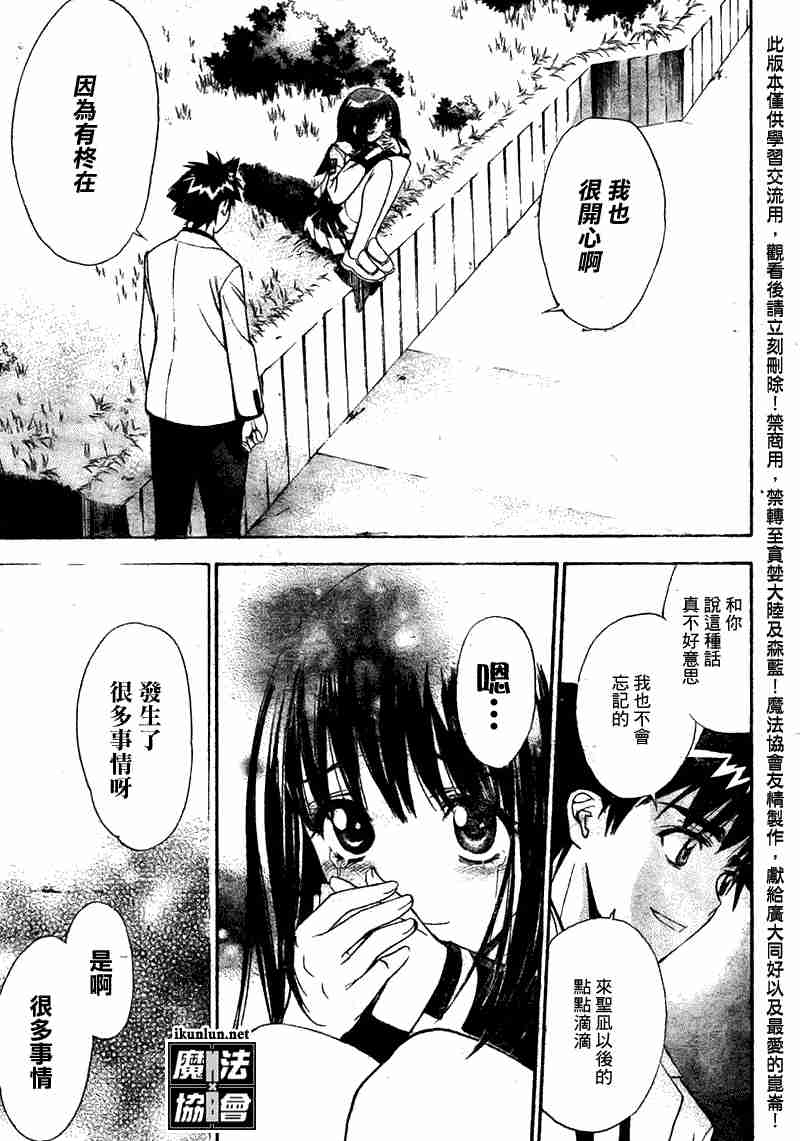 我也
很開心啊
因為有柊在
和你
說這種話
真不好意思
我也不會
忘記的
來聖凪以後的
點點滴滴
嗯…
發生了
很多事情呀
是啊
很多事情
jikunlun.net
魔法
協會
此版本僅供學習交流用，觀看後請立刻刪除！禁商用，禁轉至貪婪大陸及森藍！魔法協會友情製作，獻給廣大同好以及最愛的崑崙！